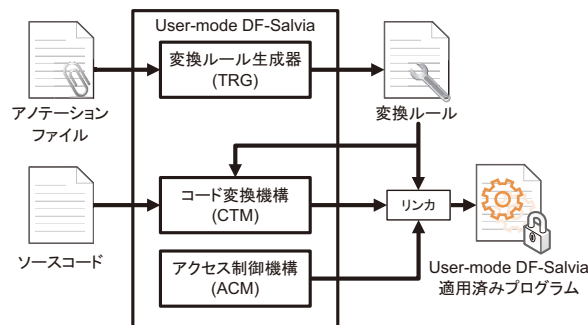 User-mode DF-Salvia
変換ルール生成器
(TRG)
アノテーション
ファイル
変換ルール
コード変換機構
(CTM)
リンカ
ソースコード
アクセス制御機構
(ACM)
User-mode DF-Salvia
適用済みプログラム